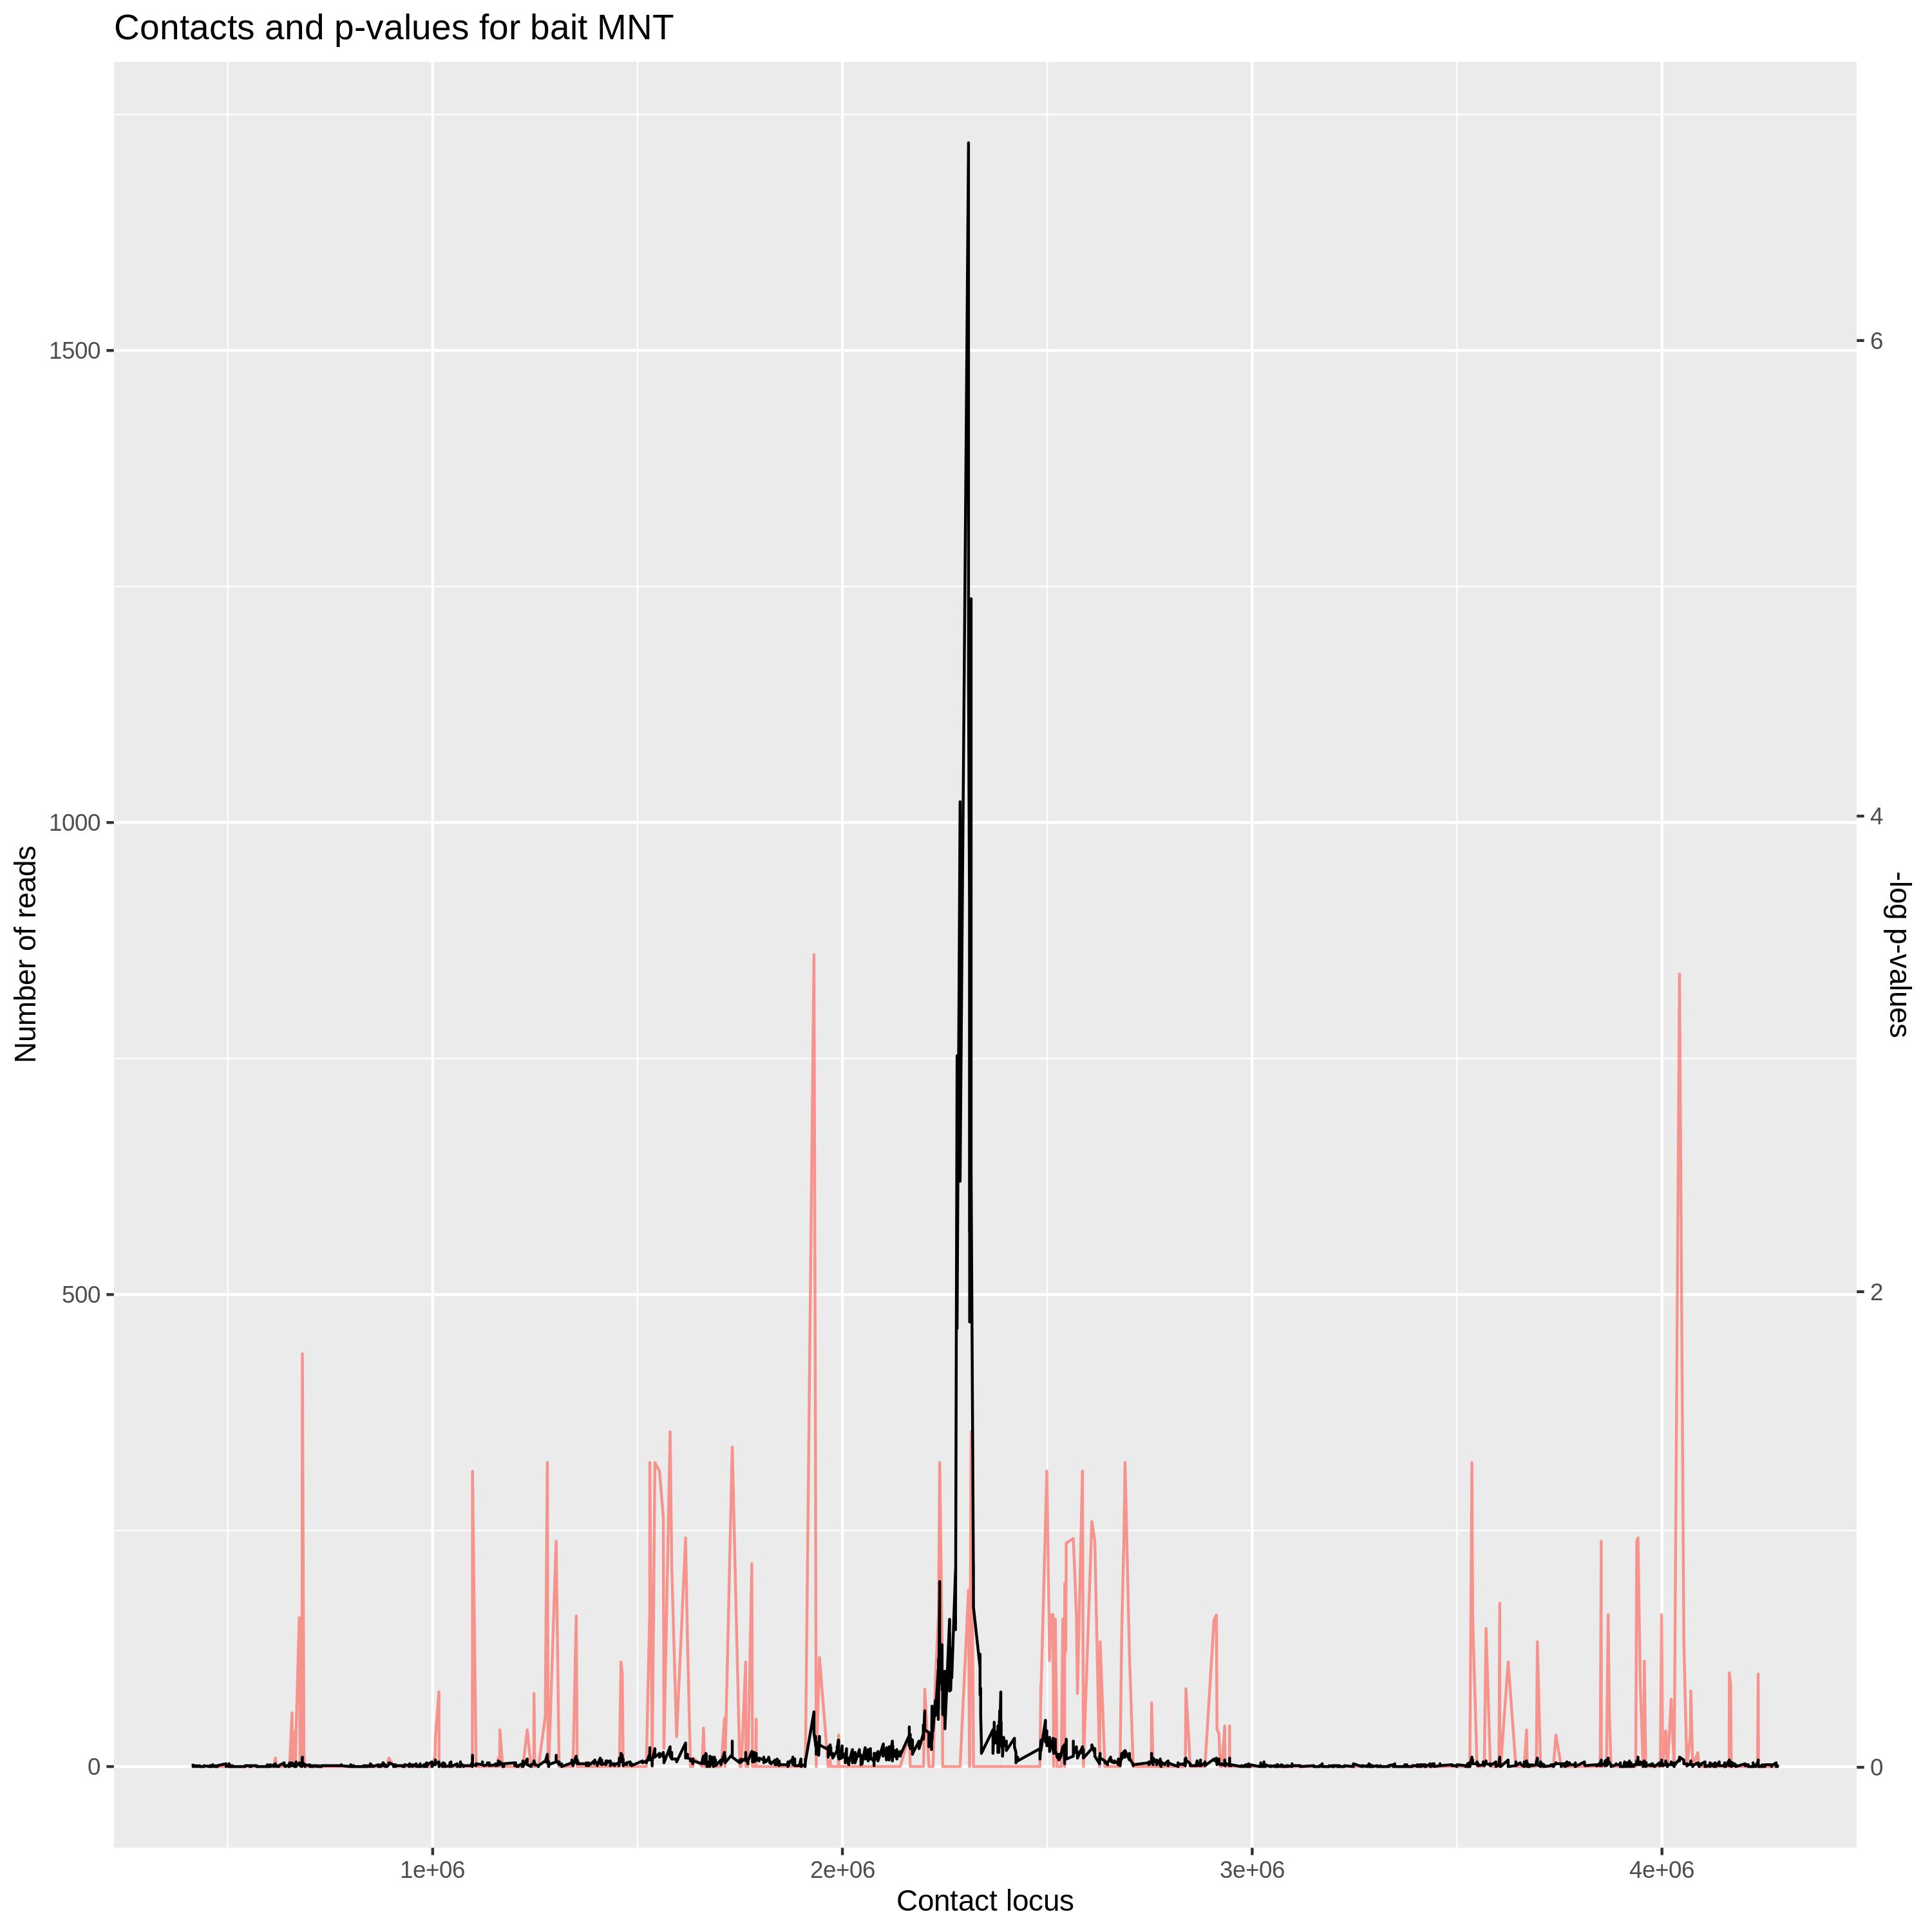 Contacts and p-values for bait MNT
Number of reads
1500
1000
500
0
6
4
2
0
-log p-values
1e+06
2e+06
3e+06
4e+06
Contact locus